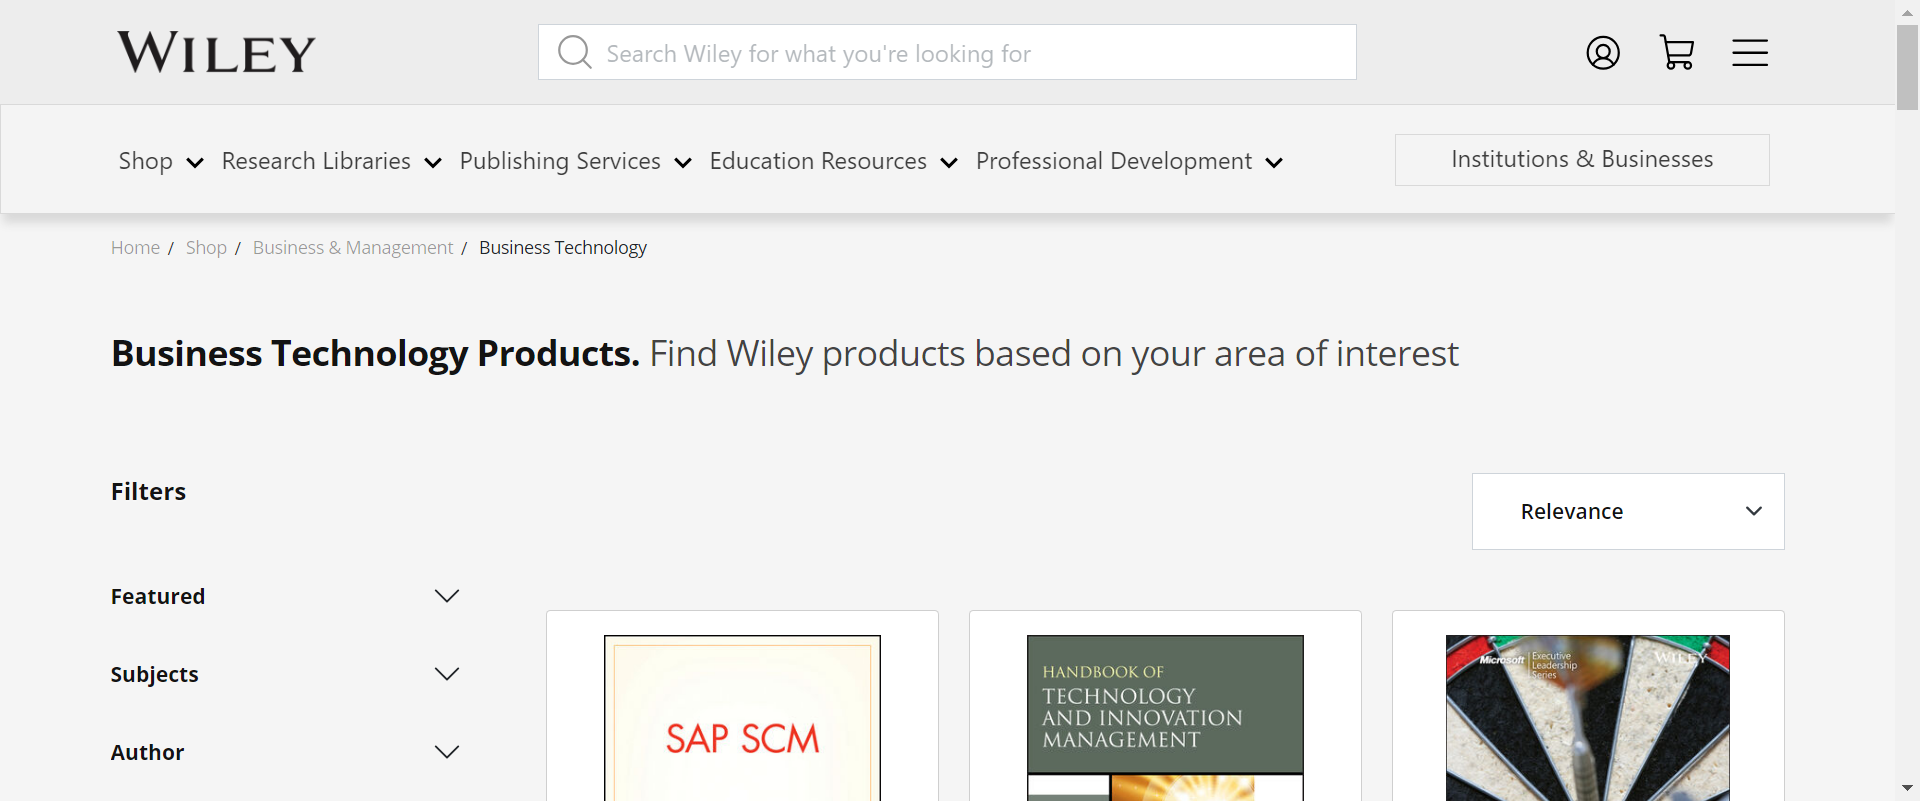 WILEY
Search Wiley for what you're looking for
Shop
Research Libraries
Publishing Services
Education Resources
Professional Development
Institutions & Businesses
Home / Shop / Business & Management / Business Technology
Business Technology Products. Find Wiley products based on your area of interest
Filters
Relevance
Featured
Subjects
Author
SAP SCM
HANDBOOK OF
TECHNOLOGY
AND INNOVATION
MANAGEMENT
Microsoft
Executive
Leadership
Series
WILEY